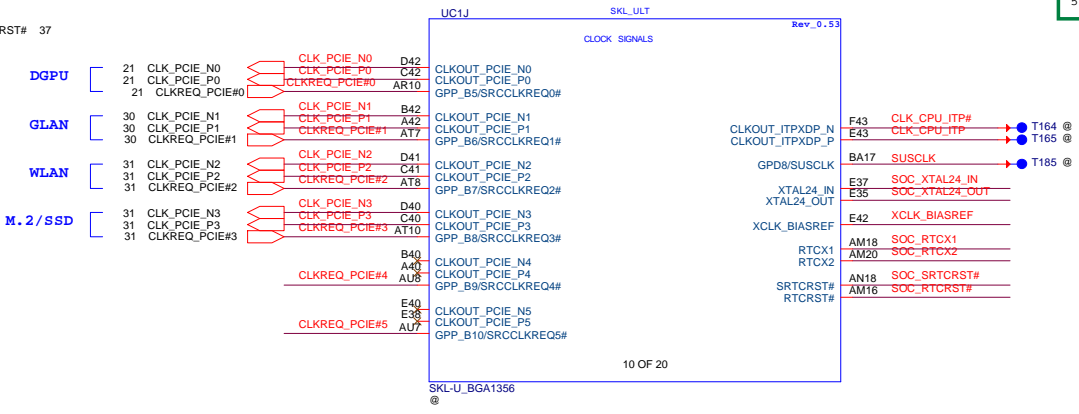 UC1J
SKL_ULT
Rev_0.53
5
RST# 37
CLOCK SIGNALS
DGPU
21 CLK_PCIE_N0 CLK_PCIE_N0 D42 CLKOUT_PCIE_N0
21 CLK_PCIE_P0 CLK_PCIE_P0 C42 CLKOUT_PCIE_P0
21 CLKREQ_PCIE#0 CLKREQ_PCIE#0 AR10 GPP_B5/SRCCLKREQ0#
GLAN
30 CLK_PCIE_N1 CLK_PCIE_N1 B42 CLKOUT_PCIE_N1
30 CLK_PCIE_P1 CLK_PCIE_P1 A42 CLKOUT_PCIE_P1
30 CLKREQ_PCIE#1 CLKREQ_PCIE#1 AT7 GPP_B6/SRCCLKREQ1#
WLAN
31 CLK_PCIE_N2 CLK_PCIE_N2 D41 CLKOUT_PCIE_N2
31 CLK_PCIE_P2 CLK_PCIE_P2 C41 CLKOUT_PCIE_P2
31 CLKREQ_PCIE#2 CLKREQ_PCIE#2 AT8 GPP_B7/SRCCLKREQ2#
M.2/SSD
31 CLK_PCIE_N3 CLK_PCIE_N3 D40 CLKOUT_PCIE_N3
31 CLK_PCIE_P3 CLK_PCIE_P3 C40 CLKOUT_PCIE_P3
31 CLKREQ_PCIE#3 CLKREQ_PCIE#3 AT10 GPP_B8/SRCCLKREQ3#
B40 CLKOUT_PCIE_N4
A40 CLKOUT_PCIE_P4
CLKREQ_PCIE#4 AU8 GPP_B9/SRCCLKREQ4#
E40 CLKOUT_PCIE_N5
E38 CLKOUT_PCIE_P5
CLKREQ_PCIE#5 AU7 GPP_B10/SRCCLKREQ5#
CLKOUT_ITPXDP_N F43 CLK_CPU_ITP# T164 @
CLKOUT_ITPXDP_P E43 CLK_CPU_ITP T165 @
GPD8/SUSCLK BA17 SUSCLK T185 @
XTAL24_IN E37 SOC_XTAL24_IN
XTAL24_OUT E35 SOC_XTAL24_OUT
XCLK_BIASREF E42 XCLK_BIASREF
RTCX1 AM18 SOC_RTCX1
RTCX2 AM20 SOC_RTCX2
SRTCRST# AN18 SOC_SRTCRST#
RTCRST# AM16 SOC_RTCRST#
10 OF 20
SKL-U_BGA1356
@